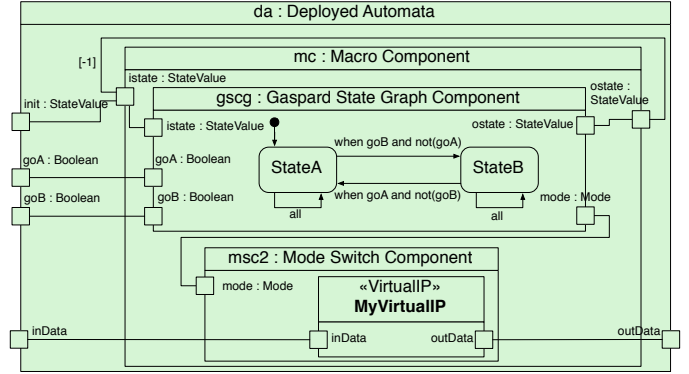 da : Deployed Automata
mc : Macro Component
[-1]
istate : StateValue
ostate :
StateValue
gscg : Gaspard State Graph Component
init : StateValue
istate : StateValue
ostate : StateValue
when goB and not(goA)
goA : Boolean
goA : Boolean
StateA
StateB
when goA and not(goB)
goB : Boolean
goB : Boolean
mode : Mode
all
all
msc2 : Mode Switch Component
mode : Mode
«VirtualIP»
MyVirtualIP
inData
inData
outData
outData